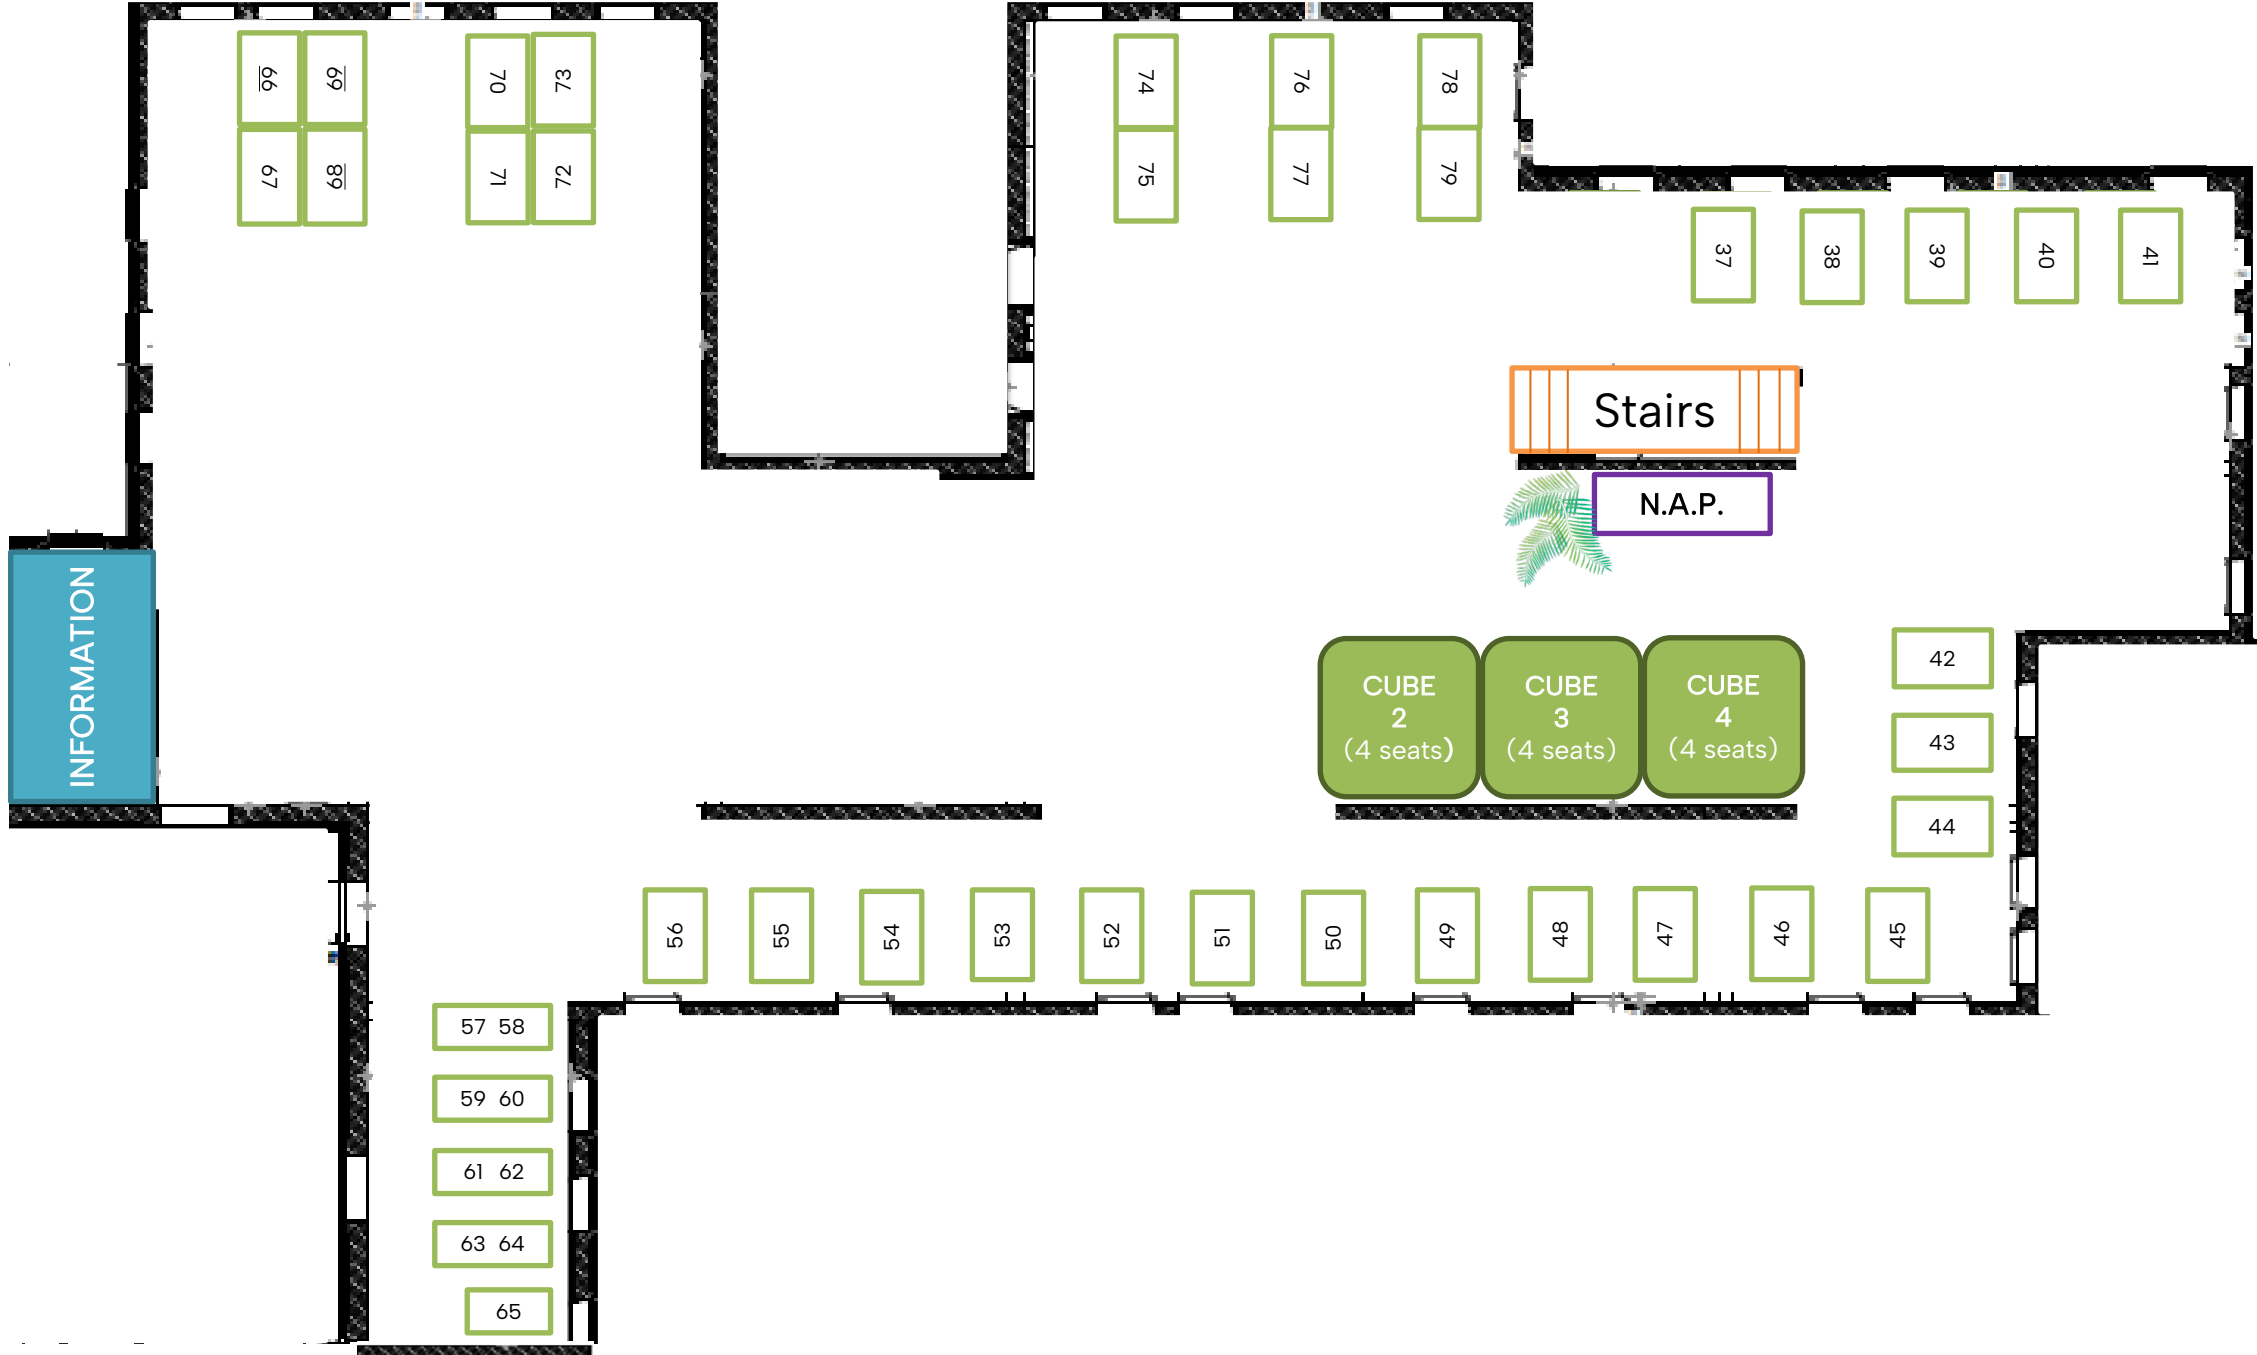 66 69 70 73
67 68 71 72
74 76 78
75 77 79
37 38 39 40 41
Stairs
N.A.P.
INFORMATION
CUBE
2
(4 seats)
CUBE
3
(4 seats)
CUBE
4
(4 seats)
42
43
44
56 55 54 53 52 51 50 49 48 47 46 45
57 58
59 60
61 62
63 64
65